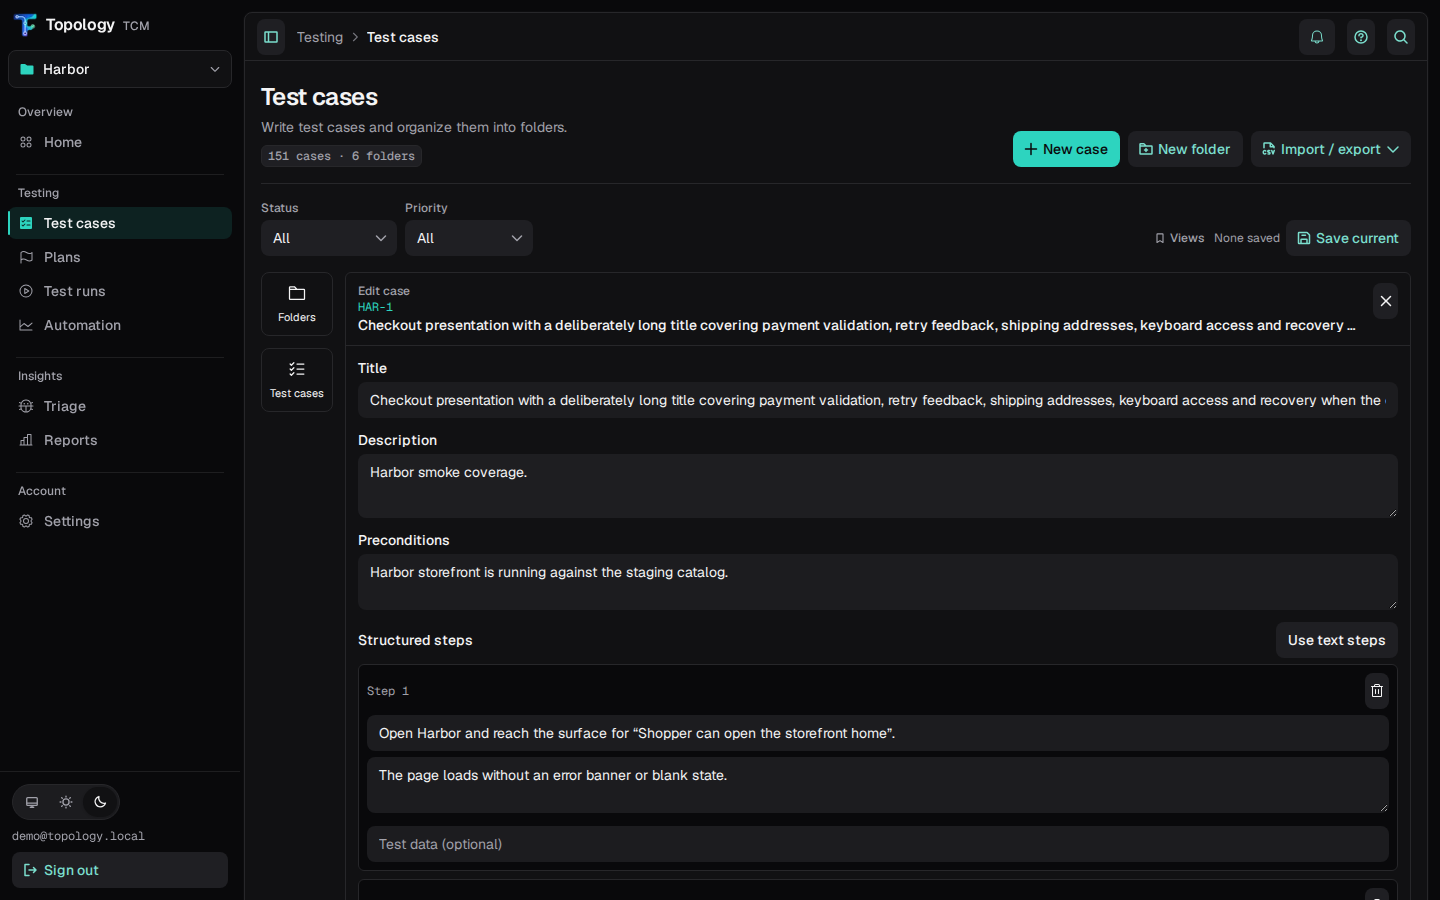 Topology TCM
Harbor
Overview
Home
Testing
Test cases
Plans
Test runs
Automation
Insights
Triage
Reports
Account
Settings
demo@topology.local
Sign out
Testing > Test cases
Test cases
Write test cases and organize them into folders.
151 cases · 6 folders
New case
New folder
Import / export
Status
Priority
All
All
Views None saved
Save current
Folders
Test cases
Edit case
HAR-1
Checkout presentation with a deliberately long title covering payment validation, retry feedback, shipping addresses, keyboard access and recovery ...
Title
Checkout presentation with a deliberately long title covering payment validation, retry feedback, shipping addresses, keyboard access and recovery when the
Description
Harbor smoke coverage.
Preconditions
Harbor storefront is running against the staging catalog.
Structured steps
Use text steps
Step 1
Open Harbor and reach the surface for “Shopper can open the storefront home”.
The page loads without an error banner or blank state.
Test data (optional)